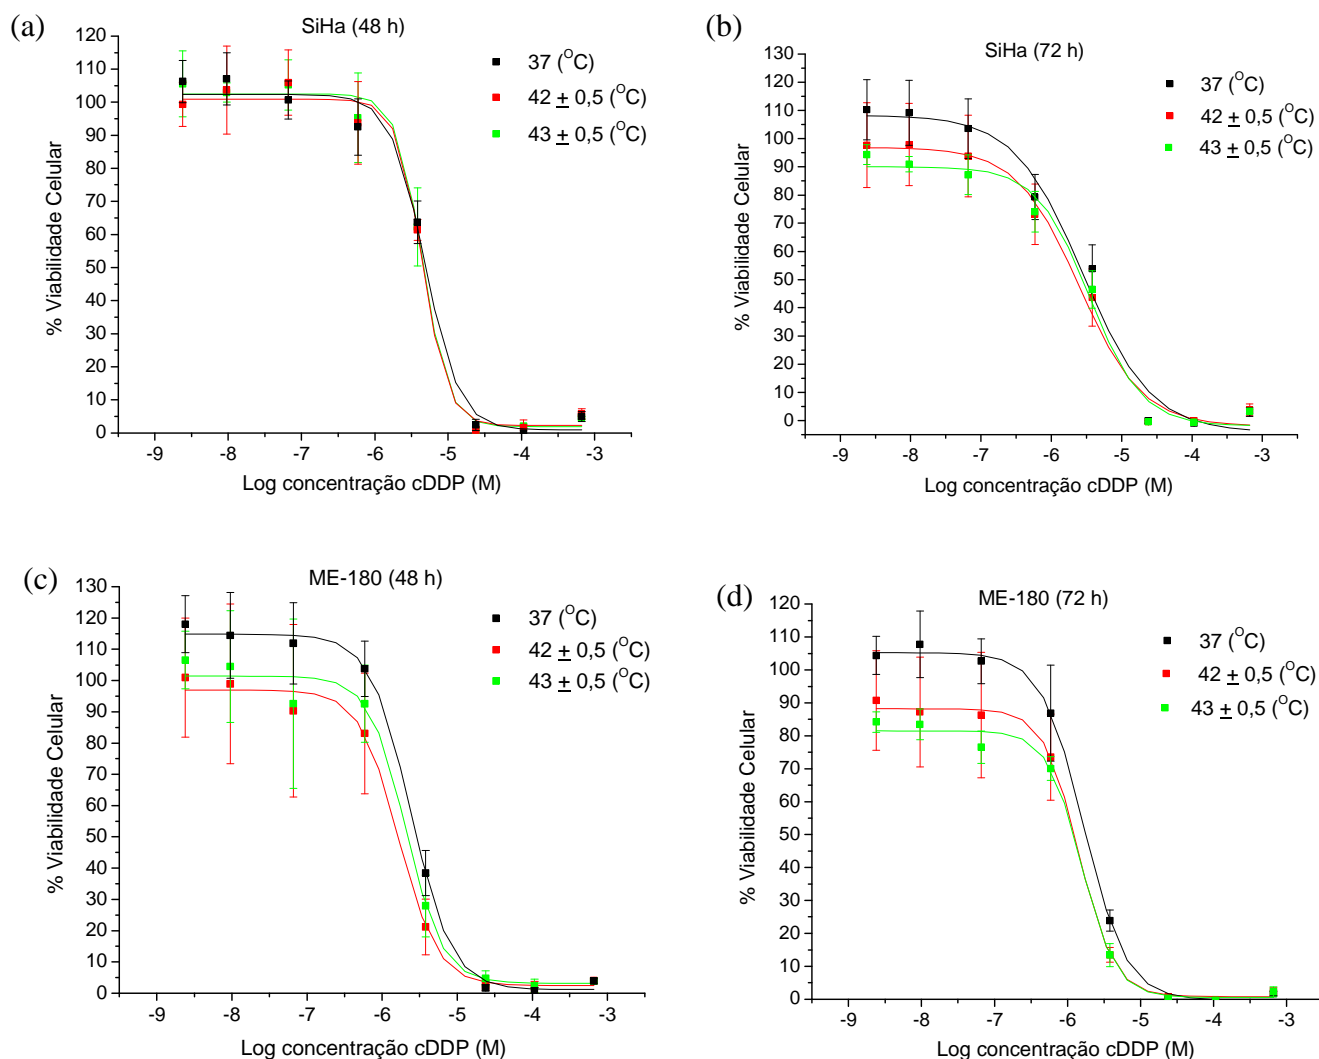 (a)
SiHa (48 h)
120
110
100
90
80
70
60
50
40
30
20
10
0
% Viabilidade Celular
-9 -8 -7 -6 -5 -4 -3
Log concentração cDDP (M)
37 (°C)
42 ± 0,5 (°C)
43 ± 0,5 (°C)
(b)
SiHa (72 h)
130
120
110
100
90
80
70
60
50
40
30
20
10
0
% Viabilidade Celular
-9 -8 -7 -6 -5 -4 -3
Log concentração cDDP (M)
37 (°C)
42 ± 0,5 (°C)
43 ± 0,5 (°C)
(c)
ME-180 (48 h)
130
120
110
100
90
80
70
60
50
40
30
20
10
0
% Viabilidade Celular
-9 -8 -7 -6 -5 -4 -3
Log concentração cDDP (M)
37 (°C)
42 ± 0,5 (°C)
43 ± 0,5 (°C)
(d)
ME-180 (72 h)
120
110
100
90
80
70
60
50
40
30
20
10
0
% Viabilidade Celular
-9 -8 -7 -6 -5 -4 -3
Log concentração cDDP (M)
37 (°C)
42 ± 0,5 (°C)
43 ± 0,5 (°C)